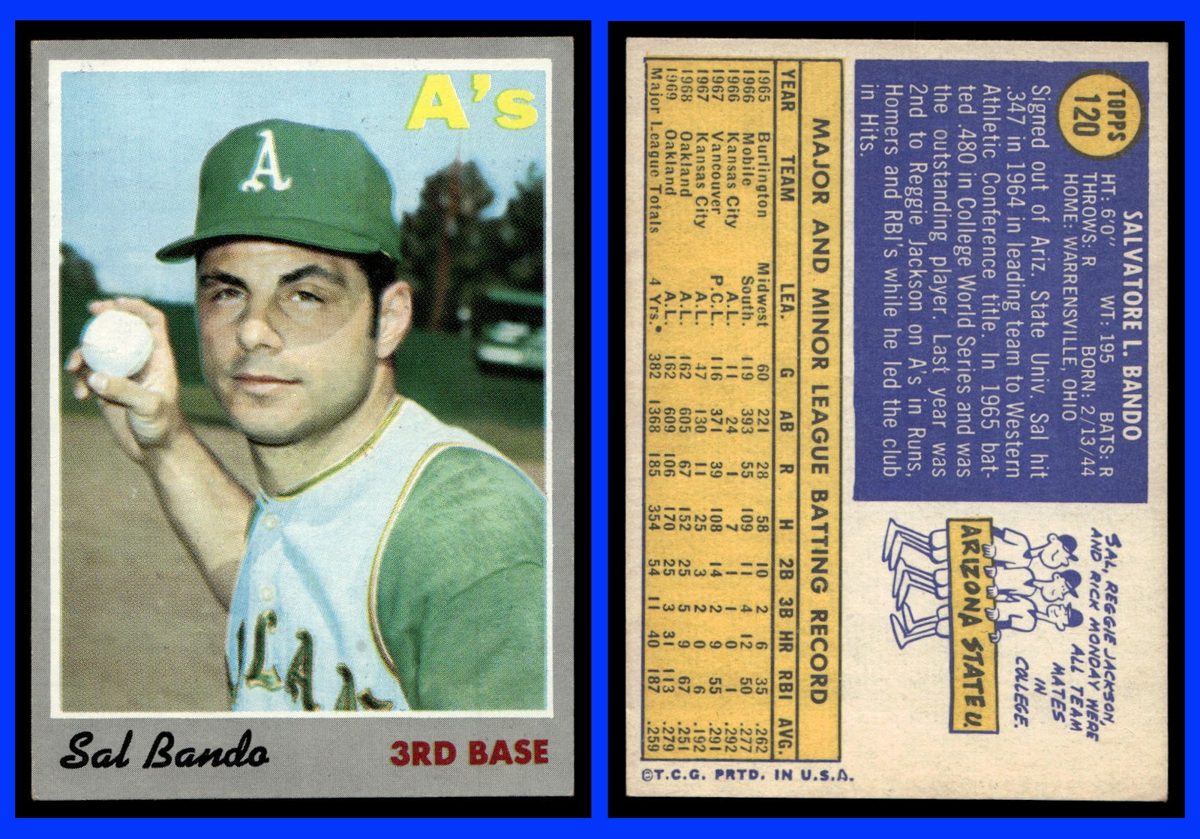 A's
A
LA
Sal Bando
3RD BASE
TOPPS
120
SALVATORE L. BANDO
HT: 6'0" WT: 195 BATS: R
THROWS: R BORN: 2/13/44
HOME: WARRENSVILLE, OHIO
Signed out of Ariz. State Univ. Sal hit
.347 in 1964 in leading team to Western
Athletic Conference title. In 1965 bat-
ted .480 in College World Series and was
the outstanding player. Last year was
2nd to Reggie Jackson on A's in Runs,
Homers and RBI's while he led the club
in Hits.
SAL, REGGIE JACKSON,
AND RICK MONDAY WERE
ALL TEAM
MATES
IN
COLLEGE.
ARIZONA STATE U.
MAJOR AND MINOR LEAGUE BATTING RECORD
YEAR TEAM LEA. G AB R H 2B 3B HR RBI AVG.
1965 Burlington Midwest 60 221 28 58 10 2 6 35 .262
1966 Mobile South. 119 393 55 109 11 4 12 50 .277
1966 Kansas City A.L. 11 24 1 7 1 1 0 1 .292
1967 Vancouver P.C.L. 116 371 39 108 14 2 9 55 .291
1967 Kansas City A.L. 47 130 11 25 3 2 0 6 .192
1968 Oakland A.L. 162 605 67 152 25 5 9 67 .251
1969 Oakland A.L. 162 609 106 170 25 3 31 113 .279
Major League Totals 4 Yrs. 382 1368 185 354 54 11 40 187 .259
©T.C.G. PRTD. IN U.S.A.